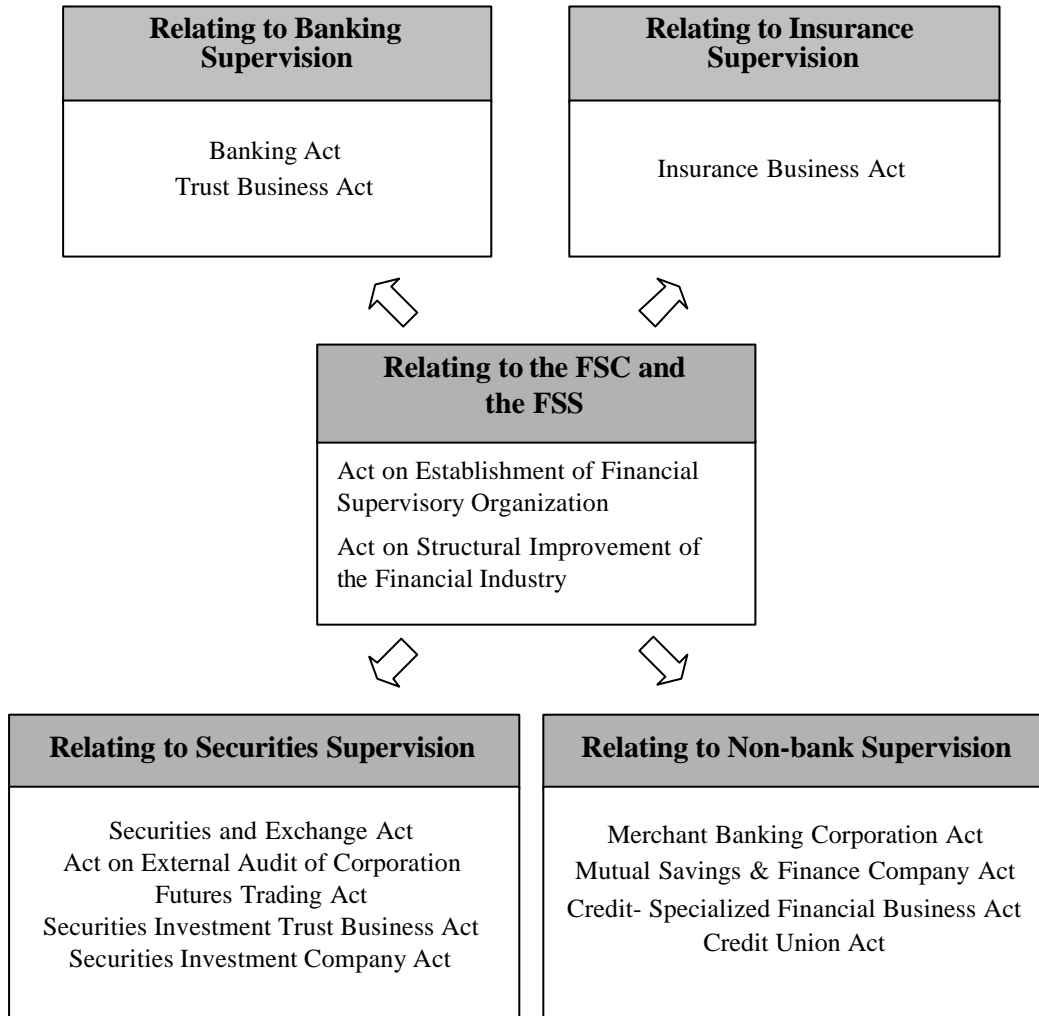 Relating to Banking
Supervision
Banking Act
Trust Business Act
Relating to Insurance
Supervision
Insurance Business Act
Relating to the FSC and
the FSS
Act on Establishment of Financial
Supervisory Organization
Act on Structural Improvement of
the Financial Industry
Relating to Securities Supervision
Securities and Exchange Act
Act on External Audit of Corporation
Futures Trading Act
Securities Investment Trust Business Act
Securities Investment Company Act
Relating to Non-bank Supervision
Merchant Banking Corporation Act
Mutual Savings & Finance Company Act
Credit- Specialized Financial Business Act
Credit Union Act